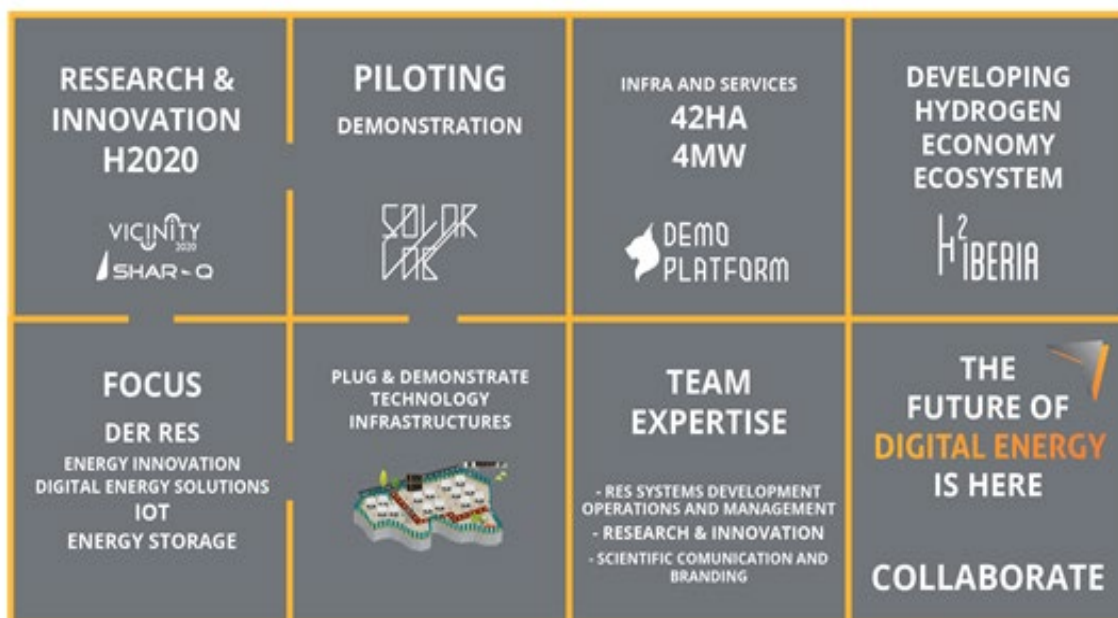 RESEARCH &
INNOVATION
H2020
VICINITY
2020
SHAR-Q
PILOTING
DEMONSTRATION
SOLAR
LAB
INFRA AND SERVICES
42HA
4MW
DEMO
PLATFORM
DEVELOPING
HYDROGEN
ECONOMY
ECOSYSTEM
H2
IBERIA
FOCUS
DER RES
ENERGY INNOVATION
DIGITAL ENERGY SOLUTIONS
IOT
ENERGY STORAGE
PLUG & DEMONSTRATE
TECHNOLOGY
INFRASTRUCTURES
TEAM
EXPERTISE
- RES SYSTEMS DEVELOPMENT
OPERATIONS AND MANAGEMENT
- RESEARCH & INNOVATION
- SCIENTIFIC COMUNICATION AND
BRANDING
THE
FUTURE OF
DIGITAL ENERGY
IS HERE
COLLABORATE